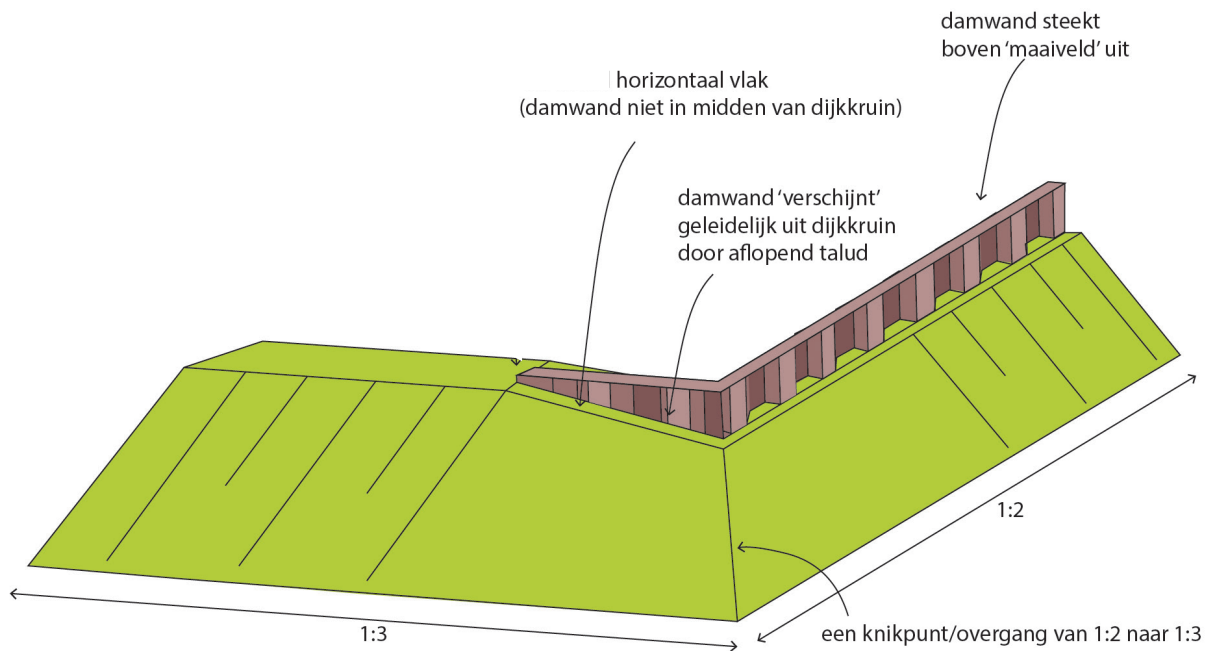 damwand steekt
boven ‘maaiveld’ uit
horizontaal vlak
(damwand niet in midden van dijkkruin)
damwand ‘verschijnt’
geleidelijk uit dijkkruin
door aflopend talud
1:2
1:3
een knikpunt/overgang van 1:2 naar 1:3